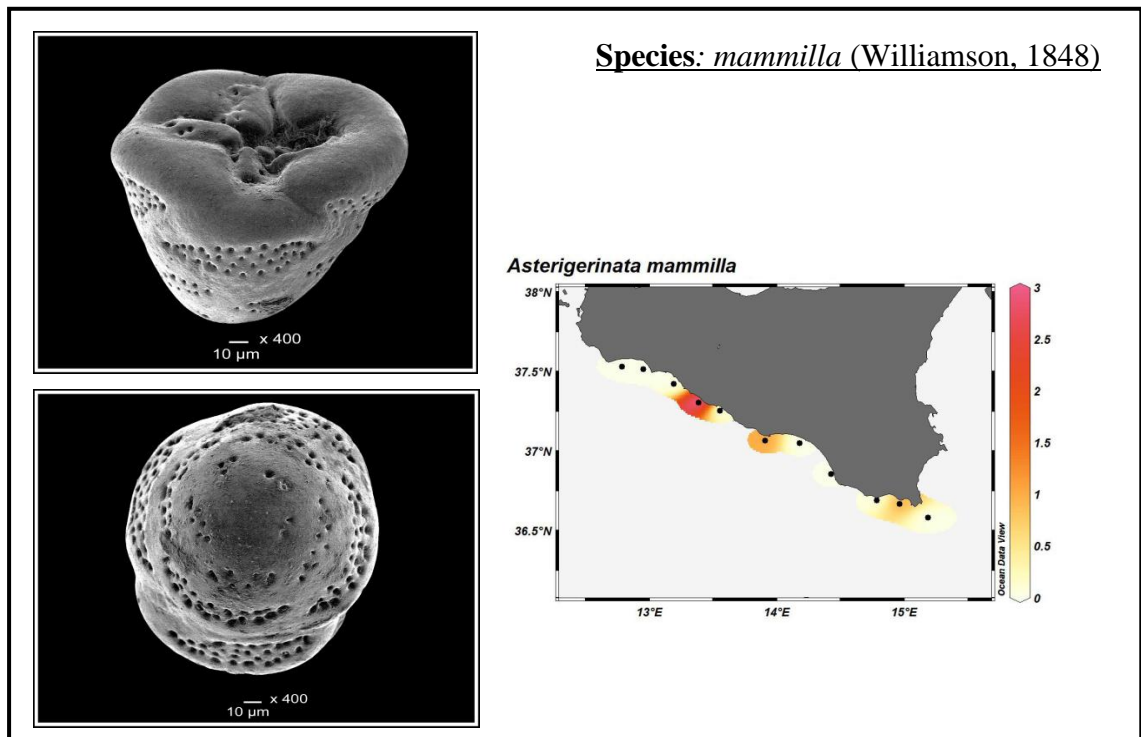 Species: mammilla (Williamson, 1848)
x 400
10 µm
x 400
10 µm
Asterigerinata mammilla
38°N
37.5°N
37°N
36.5°N
13°E
14°E
15°E
3
2.5
2
1.5
1
0.5
0
Ocean Data View